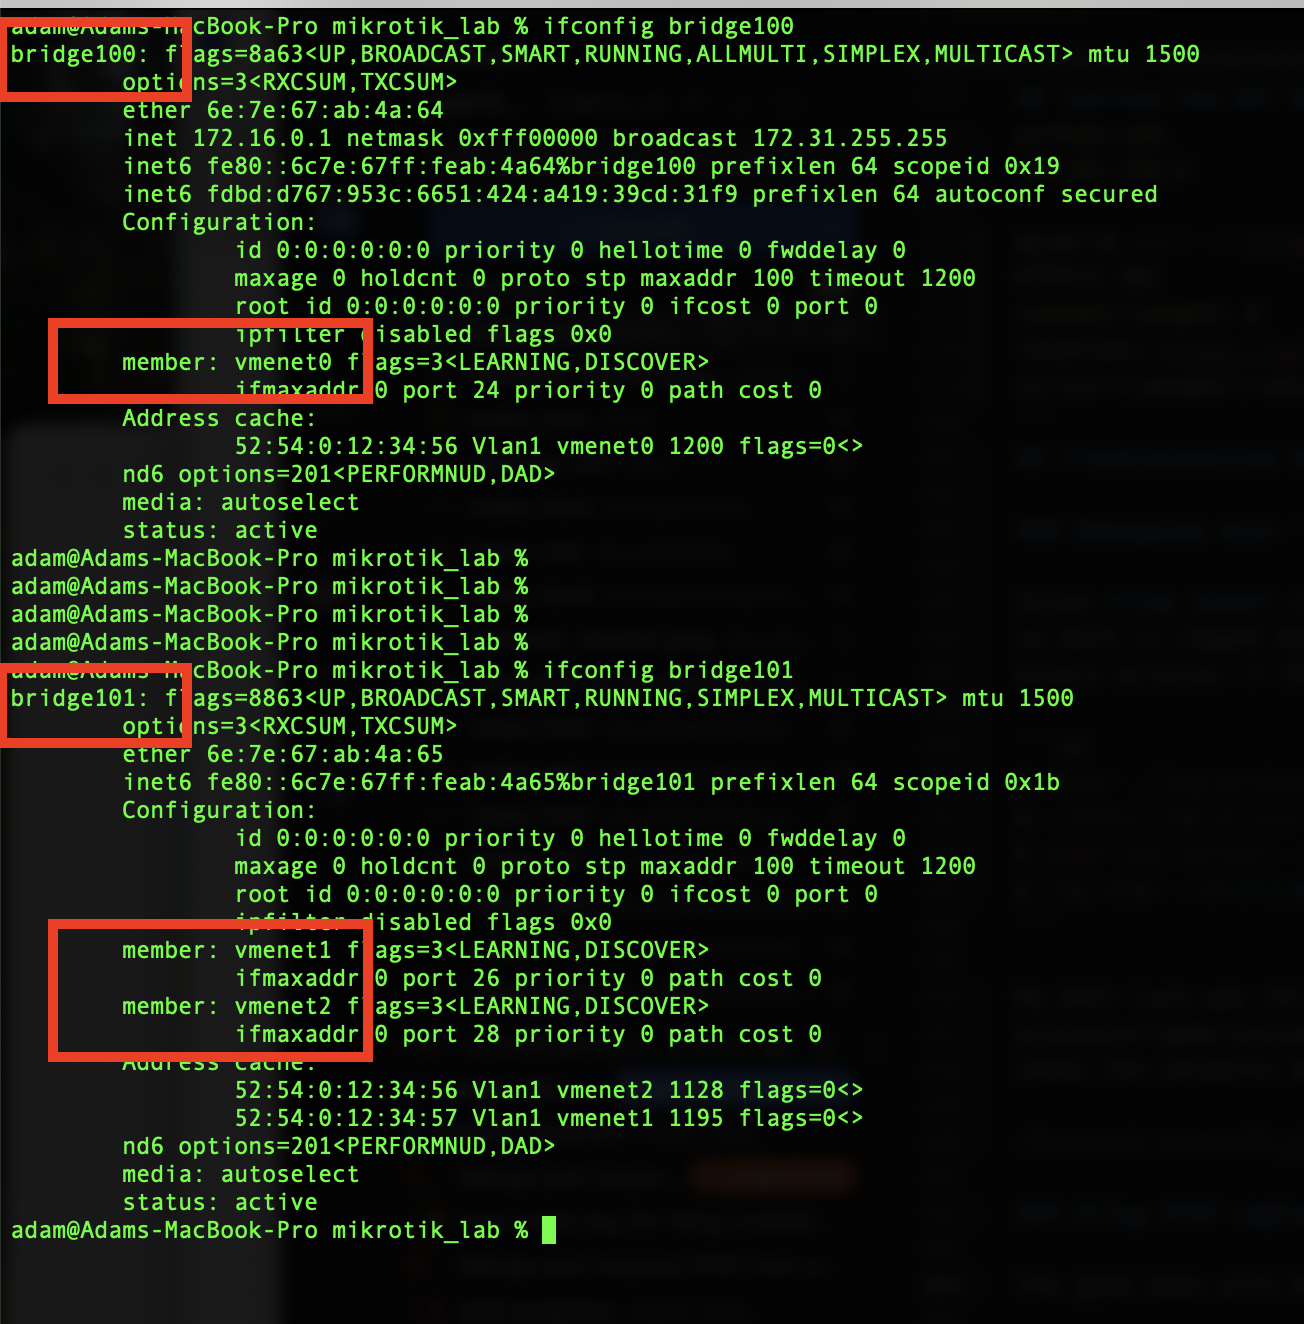 adam@Adams-MacBook-Pro mikrotik_lab % ifconfig bridge100
bridge100: flags=8a63<UP,BROADCAST,SMART,RUNNING,ALLMULTI,SIMPLEX,MULTICAST> mtu 1500
options=3<RXCSUM,TXCSUM>
ether 6e:7e:67:ab:4a:64
inet 172.16.0.1 netmask 0xfff00000 broadcast 172.31.255.255
inet6 fe80::6c7e:67ff:feab:4a64%bridge100 prefixlen 64 scopeid 0x19
inet6 fdbd:d767:953c:6651:424:a419:39cd:31f9 prefixlen 64 autoconf secured
Configuration:
id 0:0:0:0:0:0 priority 0 hellotime 0 fwddelay 0
maxage 0 holdcnt 0 proto stp maxaddr 100 timeout 1200
root id 0:0:0:0:0:0 priority 0 ifcost 0 port 0
ipfilter disabled flags 0x0
member: vmenet0 flags=3<LEARNING,DISCOVER>
ifmaxaddr 0 port 24 priority 0 path cost 0
Address cache:
52:54:0:12:34:56 Vlan1 vmenet0 1200 flags=0<>
nd6 options=201<PERFORMNUD,DAD>
media: autoselect
status: active
adam@Adams-MacBook-Pro mikrotik_lab %
adam@Adams-MacBook-Pro mikrotik_lab %
adam@Adams-MacBook-Pro mikrotik_lab %
adam@Adams-MacBook-Pro mikrotik_lab %
adam@Adams-MacBook-Pro mikrotik_lab % ifconfig bridge101
bridge101: flags=8863<UP,BROADCAST,SMART,RUNNING,SIMPLEX,MULTICAST> mtu 1500
options=3<RXCSUM,TXCSUM>
ether 6e:7e:67:ab:4a:65
inet6 fe80::6c7e:67ff:feab:4a65%bridge101 prefixlen 64 scopeid 0x1b
Configuration:
id 0:0:0:0:0:0 priority 0 hellotime 0 fwddelay 0
maxage 0 holdcnt 0 proto stp maxaddr 100 timeout 1200
root id 0:0:0:0:0:0 priority 0 ifcost 0 port 0
ipfilter disabled flags 0x0
member: vmenet1 flags=3<LEARNING,DISCOVER>
ifmaxaddr 0 port 26 priority 0 path cost 0
member: vmenet2 flags=3<LEARNING,DISCOVER>
ifmaxaddr 0 port 28 priority 0 path cost 0
Address cache:
52:54:0:12:34:56 Vlan1 vmenet2 1128 flags=0<>
52:54:0:12:34:57 Vlan1 vmenet1 1195 flags=0<>
nd6 options=201<PERFORMNUD,DAD>
media: autoselect
status: active
adam@Adams-MacBook-Pro mikrotik_lab %